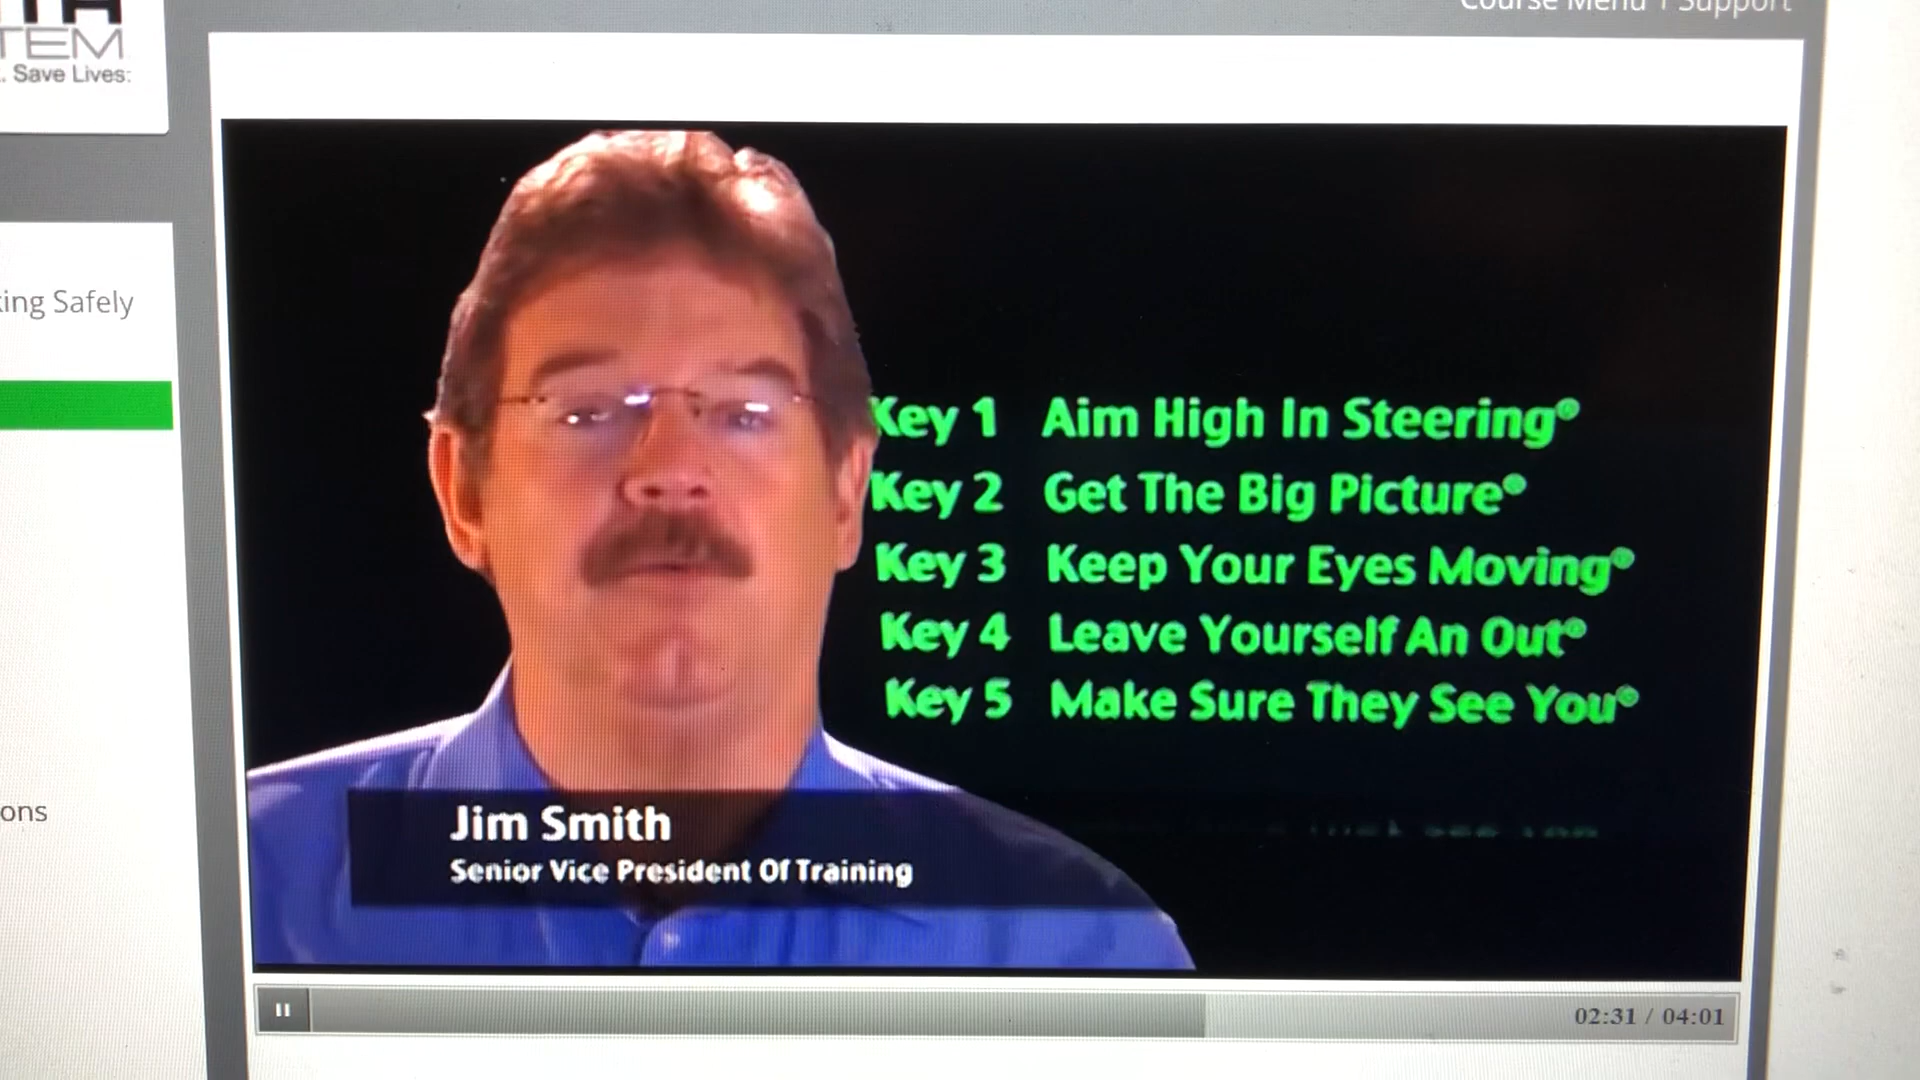 TEM
. Save Lives:
Course Menu | Support
king Safely
ons
Key 1 Aim High In Steering®
Key 2 Get The Big Picture®
Key 3 Keep Your Eyes Moving®
Key 4 Leave Yourself An Out®
Key 5 Make Sure They See You®
Jim Smith
Senior Vice President Of Training
02:31 / 04:01